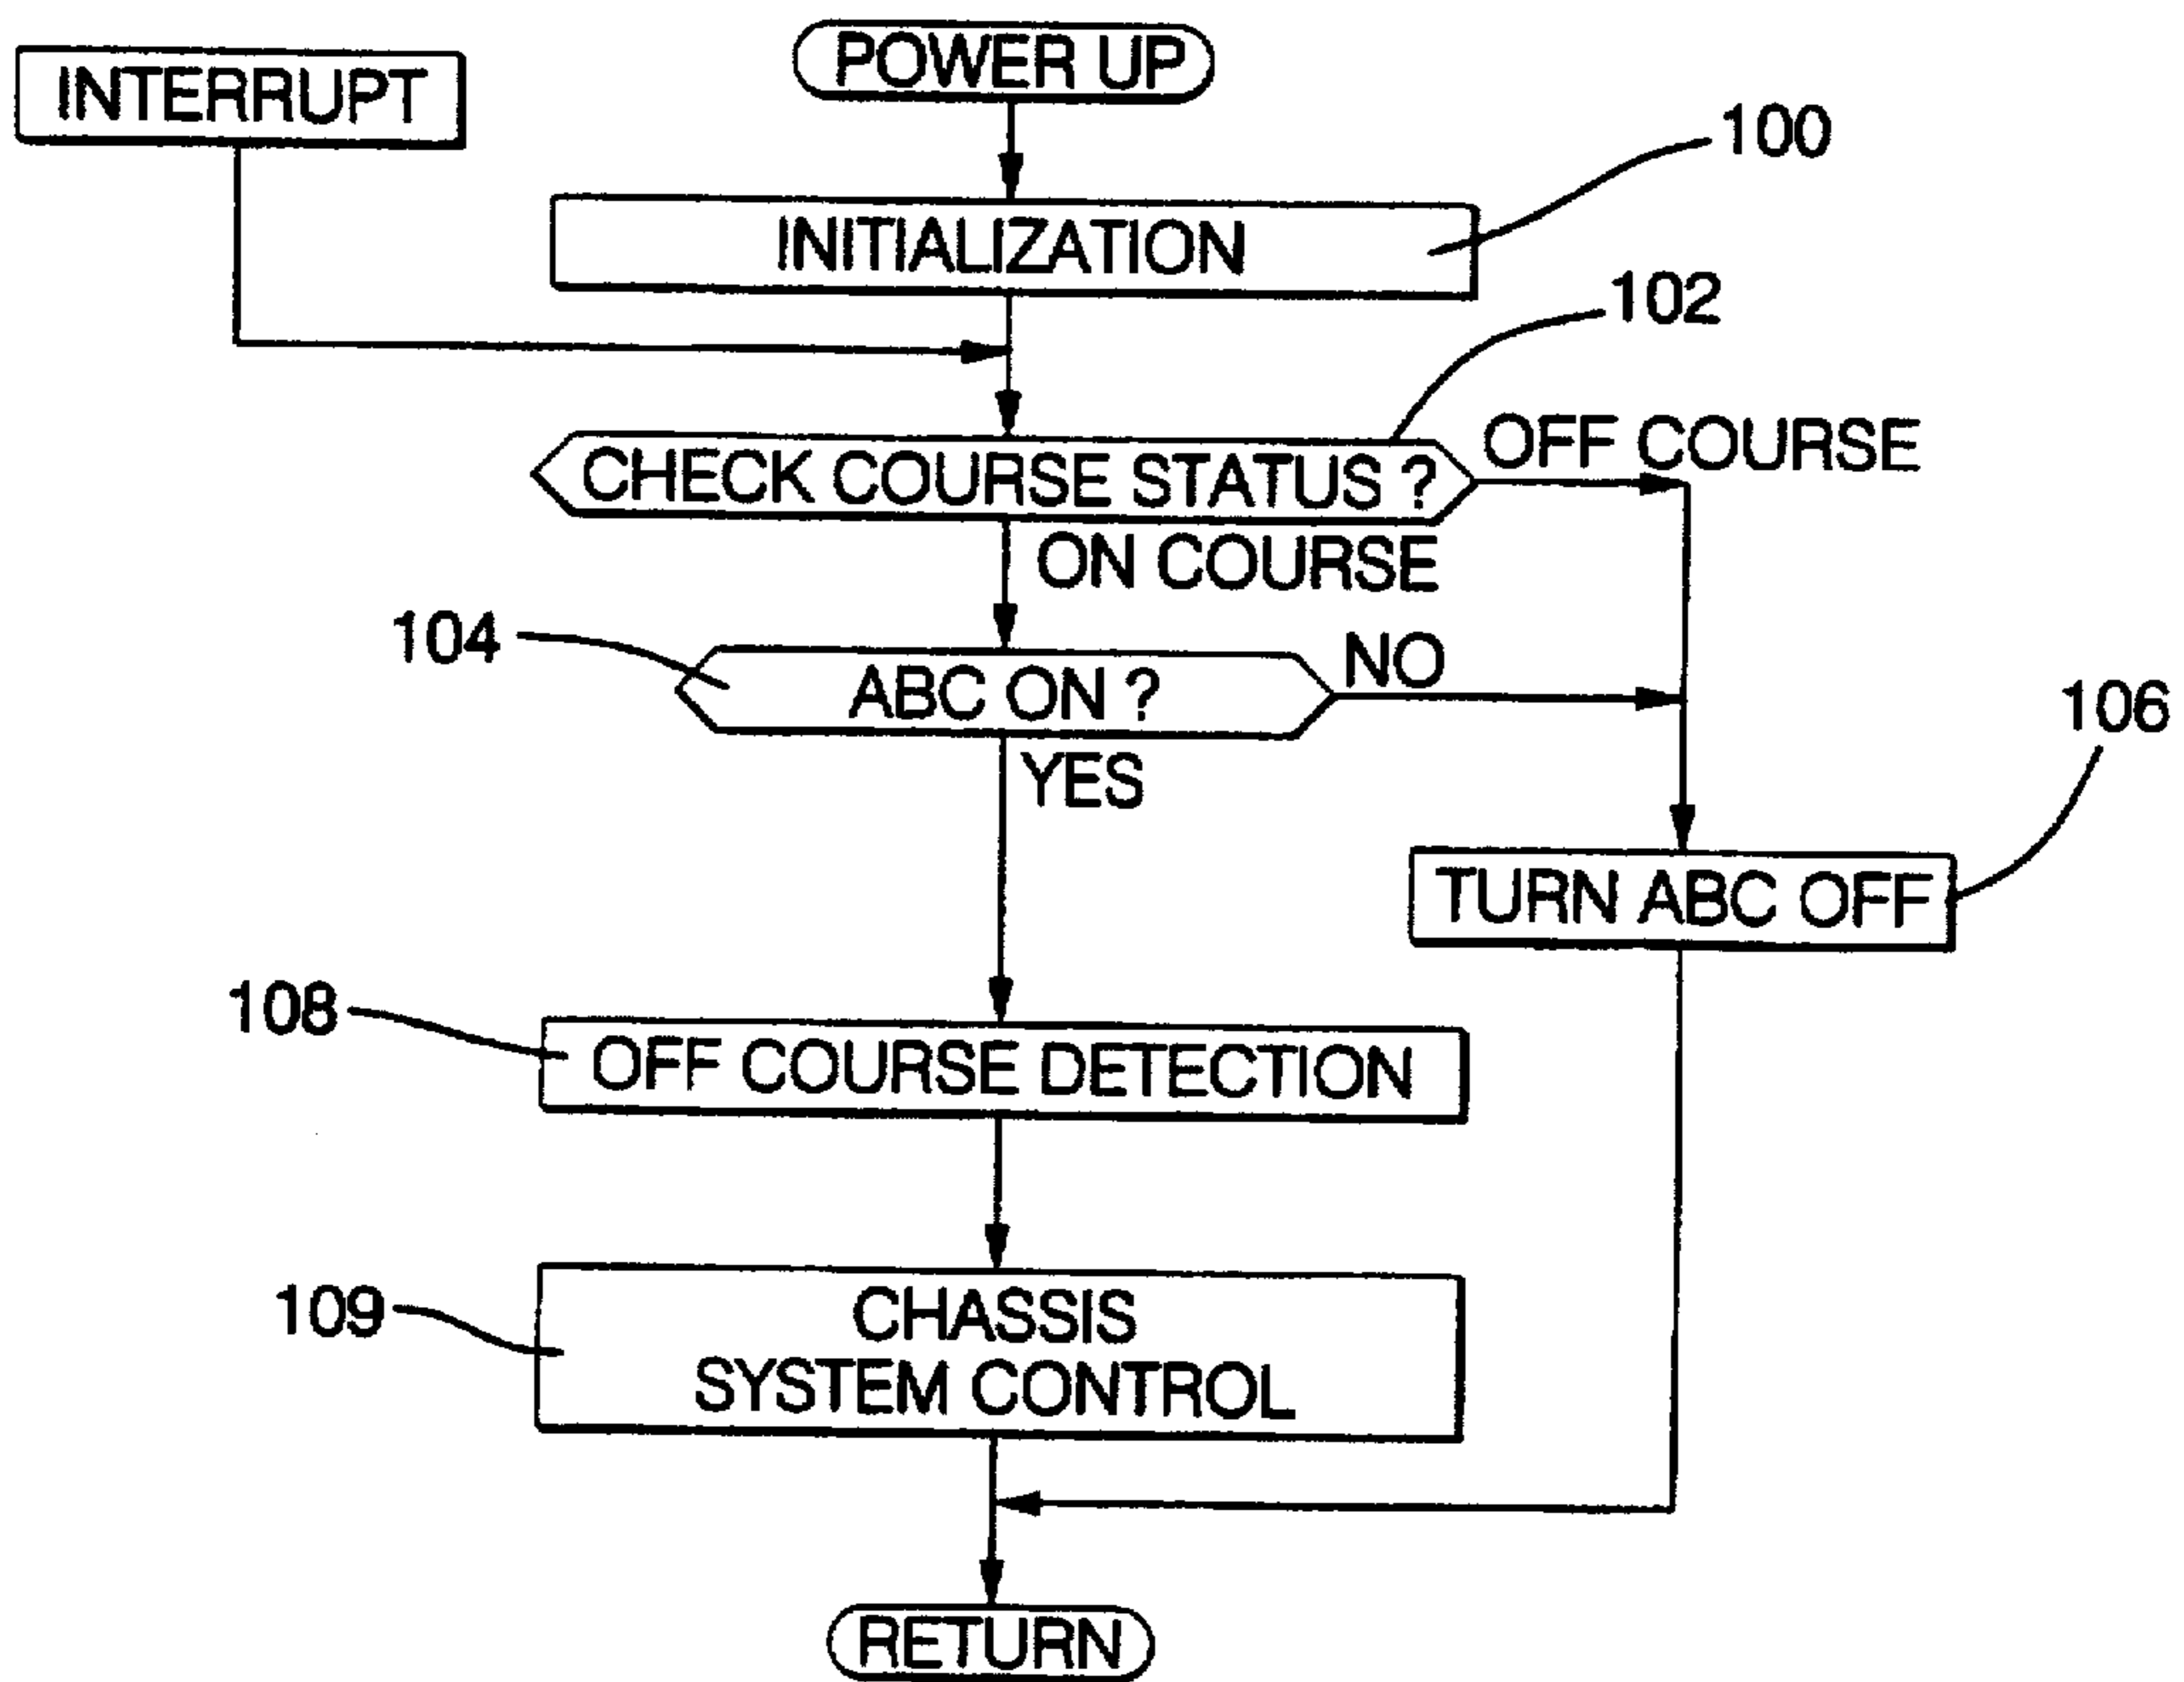 POWER UP
INTERRUPT
100
INITIALIZATION
102
OFF COURSE
CHECK COURSE STATUS ?
ON COURSE
104
NO
ABC ON ?
106
YES
TURN ABC OFF
108
OFF COURSE DETECTION
109
CHASSIS
SYSTEM CONTROL
RETURN